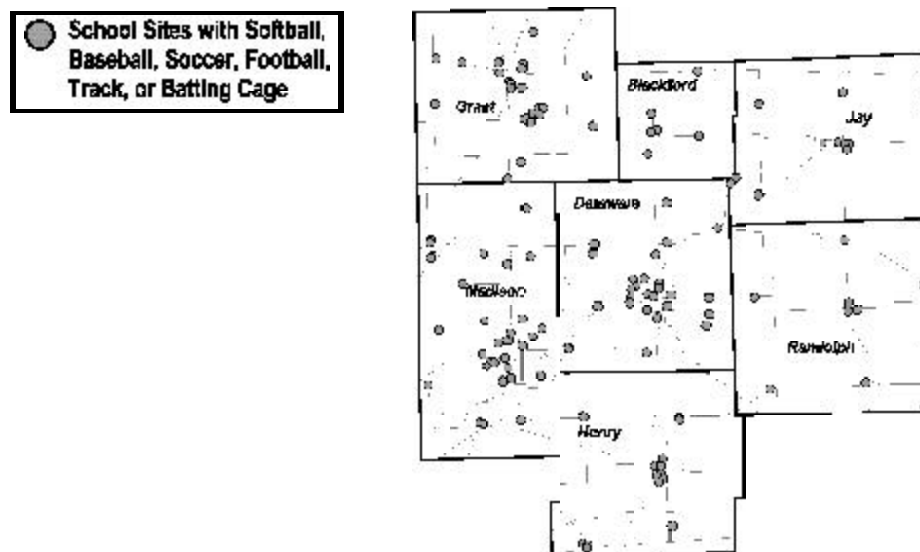 School Sites with Softball,
Baseball, Soccer, Football,
Track, or Batting Cage
Grant
Blackford
Jay
Delaware
Madison
Randolph
Henry